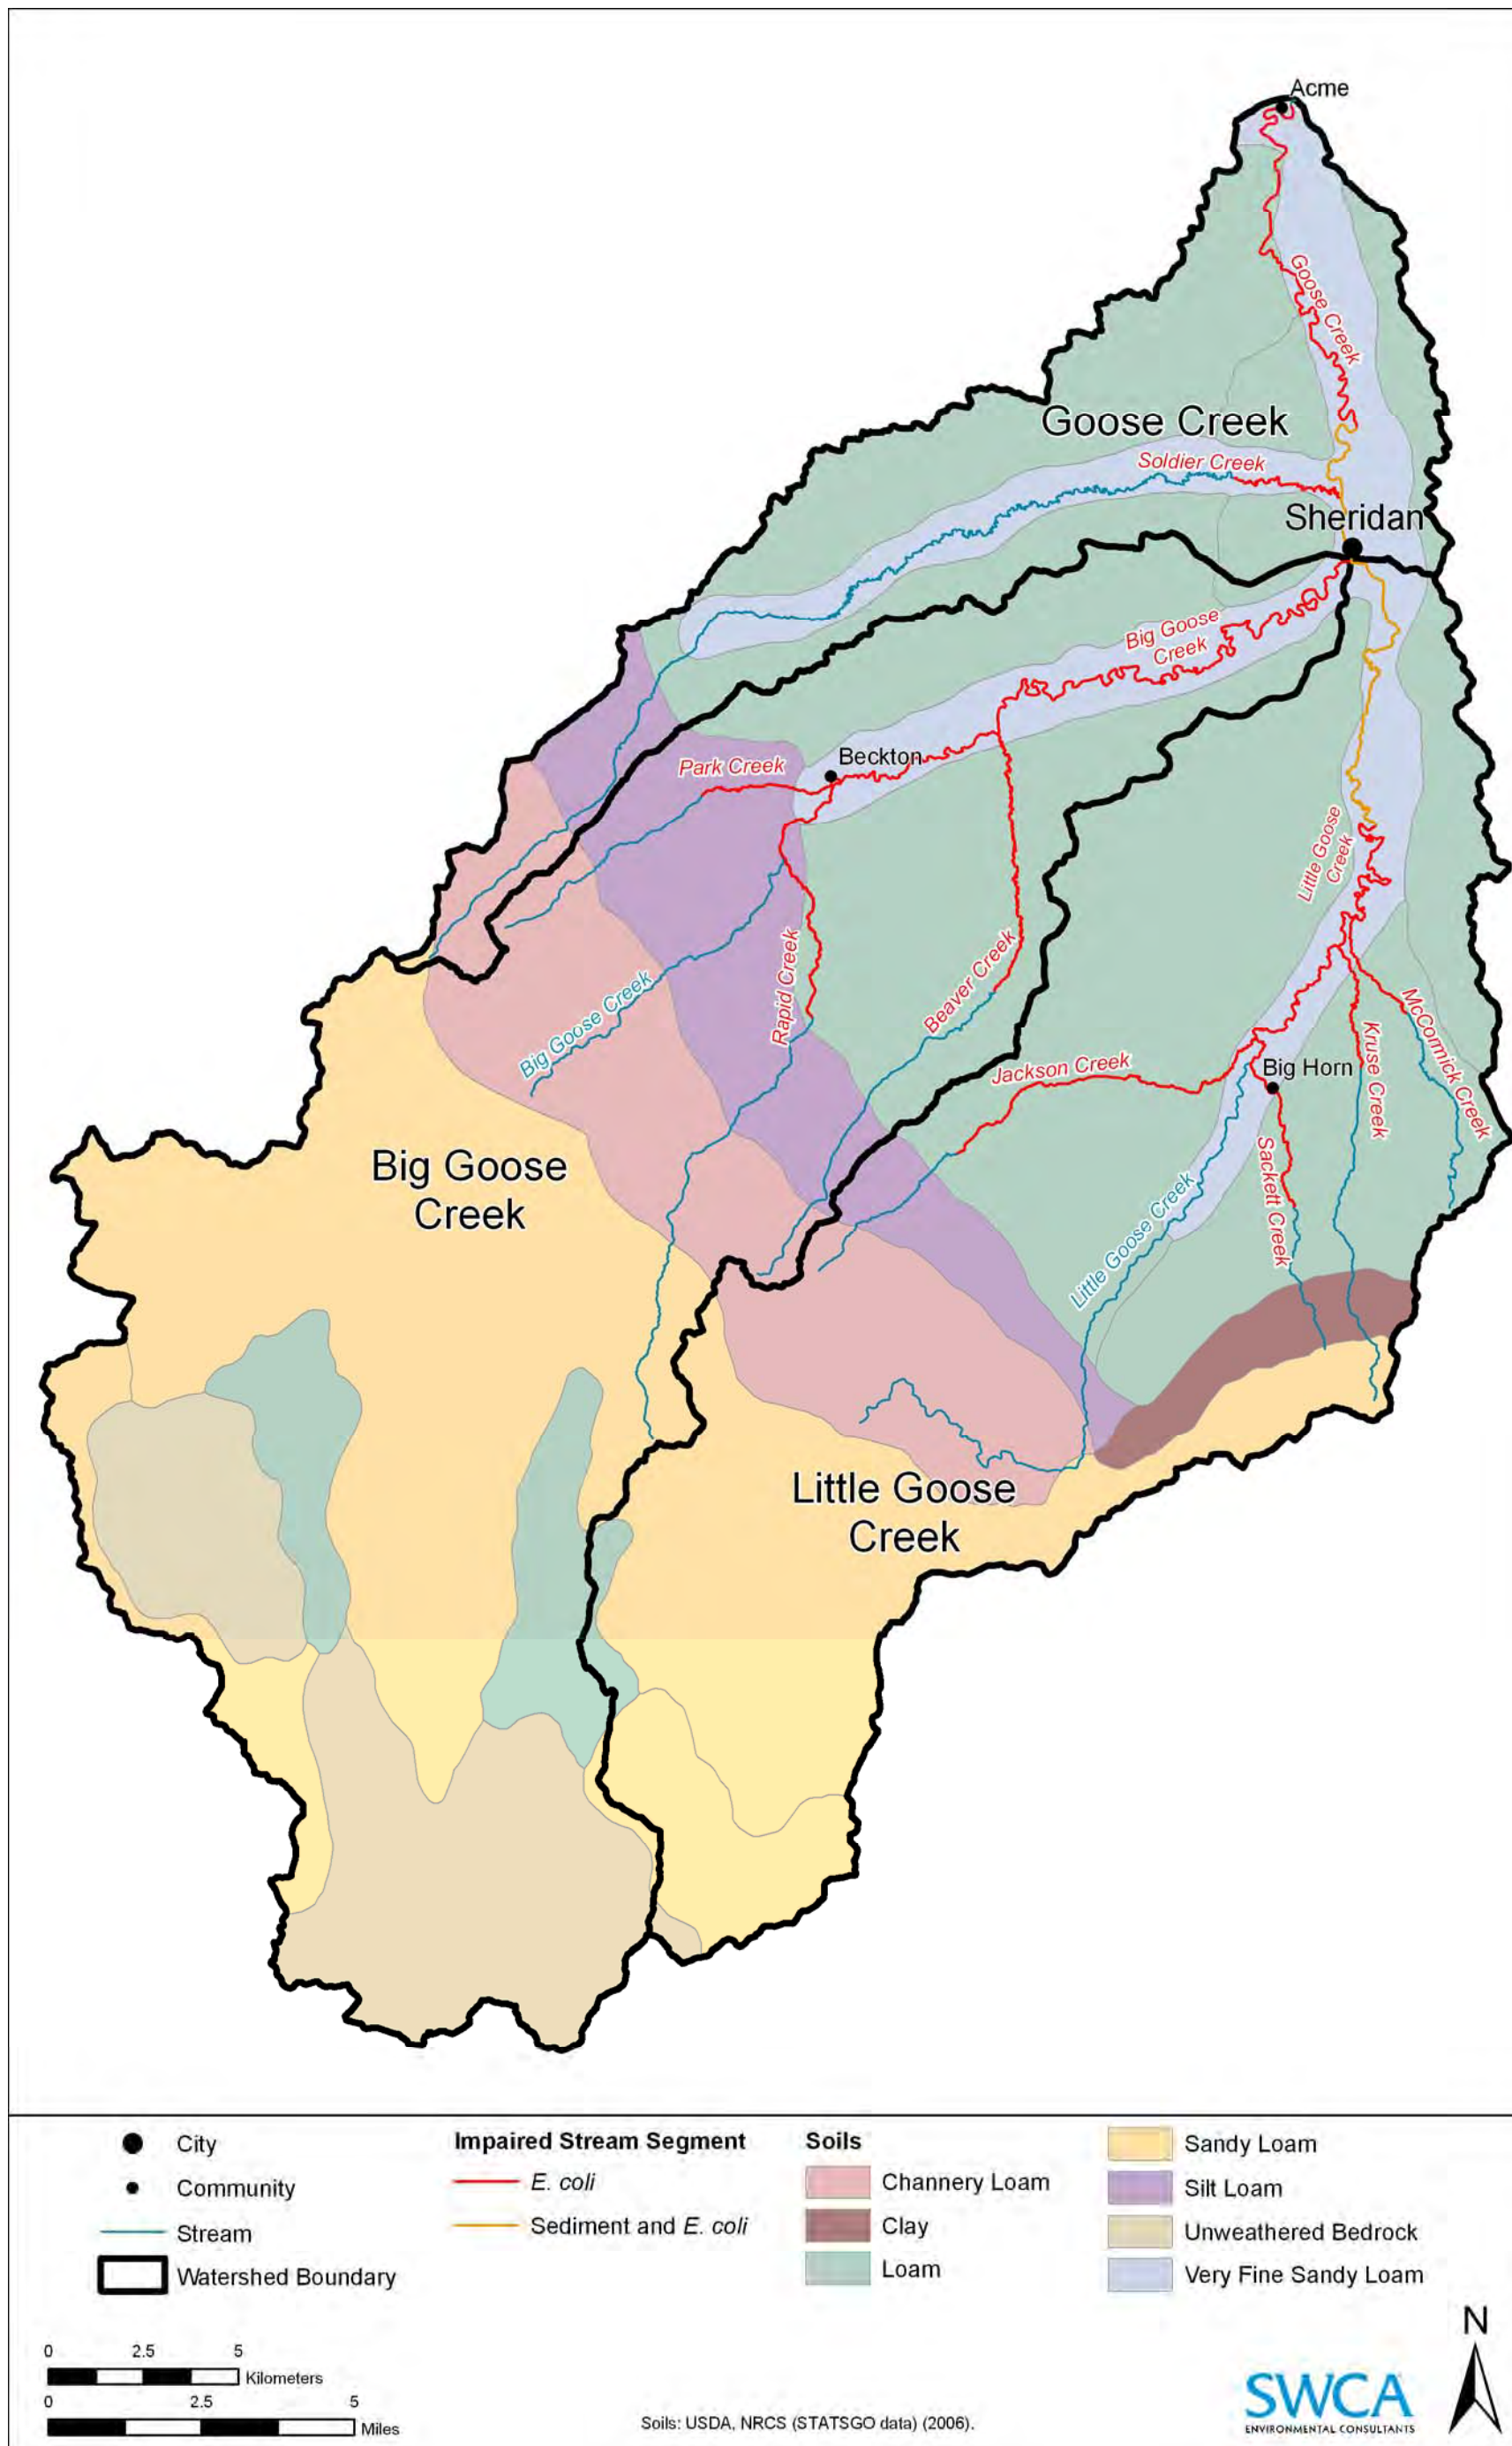 Acme
Goose Creek
Goose Creek
Soldier Creek
Sheridan
Big Goose
Creek
Beckton
Park Creek
Little Goose
Creek
Rapid Creek
Beaver Creek
Big Goose Creek
McCormick Creek
Kruse Creek
Jackson Creek
Big Horn
Sackett Creek
Big Goose
Creek
Little Goose Creek
Little Goose
Creek
City
Community
Stream
Watershed Boundary
Impaired Stream Segment
E. coli
Sediment and E. coli
Soils
Channery Loam
Clay
Loam
Sandy Loam
Silt Loam
Unweathered Bedrock
Very Fine Sandy Loam
0 2.5 5
Kilometers
0 2.5 5
Miles
Soils: USDA, NRCS (STATSGO data) (2006).
SWCA
ENVIRONMENTAL CONSULTANTS
N